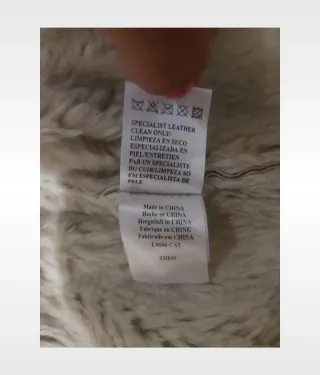 SPECIALIST LEATHER
CLEAN ONLY/
LIMPIEZA EN SECO
ESPECIALIZADA EN
PIEL/ENTRETIEN
PAR UN SPECIALISTE
DU CUIR/LIMPEZA SO
EM ESPECIALISTA DE
PELE
Made in CHINA
Hecho en CHINA
Hergestellt in CHINA
Fabriqué en CHINE
Fabricado em CHINA